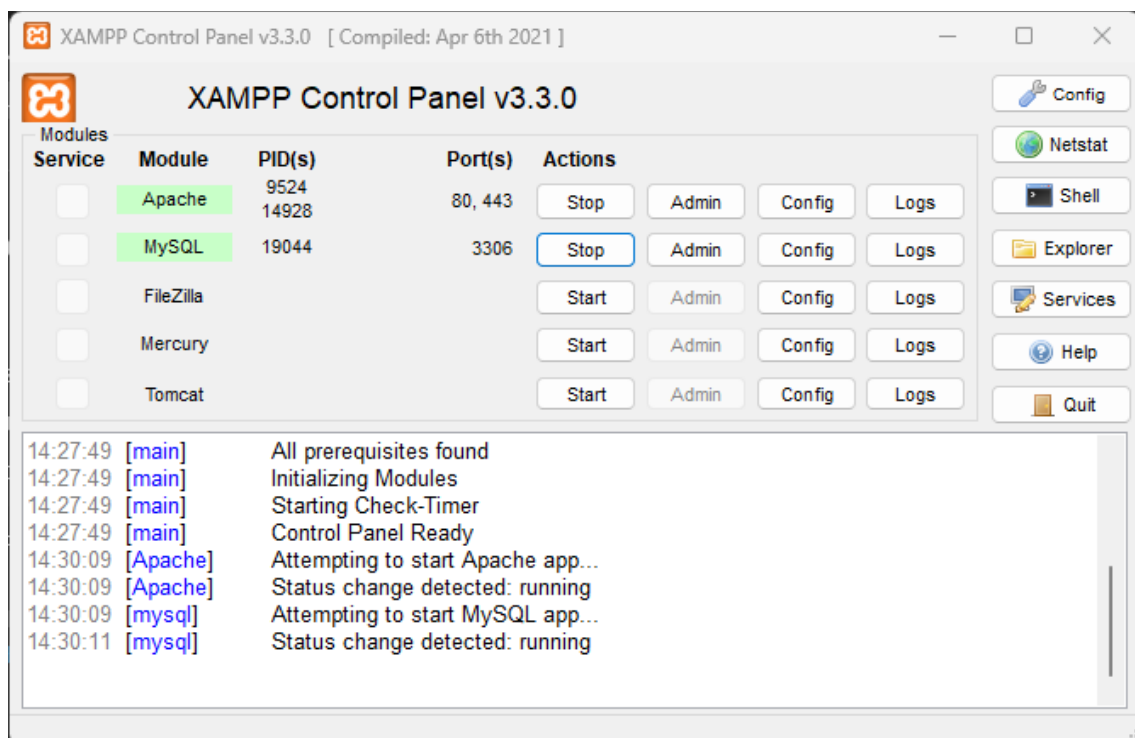 XAMPP Control Panel v3.3.0 [ Compiled: Apr 6th 2021 ]
XAMPP Control Panel v3.3.0
Config
Modules
Service Module PID(s) Port(s) Actions
Netstat
Apache 9524 14928 80, 443 Stop Admin Config Logs
Shell
MySQL 19044 3306 Stop Admin Config Logs
Explorer
FileZilla Start Admin Config Logs
Services
Mercury Start Admin Config Logs
Help
Tomcat Start Admin Config Logs
Quit
14:27:49 [main] All prerequisites found
14:27:49 [main] Initializing Modules
14:27:49 [main] Starting Check-Timer
14:27:49 [main] Control Panel Ready
14:30:09 [Apache] Attempting to start Apache app...
14:30:09 [Apache] Status change detected: running
14:30:09 [mysql] Attempting to start MySQL app...
14:30:11 [mysql] Status change detected: running